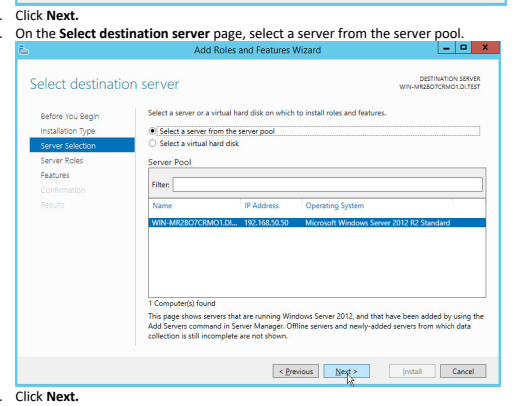 . Click Next.
. On the Select destination server page, select a server from the server pool.
Add Roles and Features Wizard
Select destination server
DESTINATION SERVER
WIN-MR2BO7CRMO1.DI.TEST
Before You Begin
Installation Type
Server Selection
Server Roles
Features
Confirmation
Results
Select a server or a virtual hard disk on which to install roles and features.
Select a server from the server pool
Select a virtual hard disk
Server Pool
Filter:
Name IP Address Operating System
WIN-MR2BO7CRMO1.DI... 192.168.50.50 Microsoft Windows Server 2012 R2 Standard
1 Computer(s) found
This page shows servers that are running Windows Server 2012, and that have been added by using the
Add Servers command in Server Manager. Offline servers and newly-added servers from which data
collection is still incomplete are not shown.
< Previous Next > Install Cancel
. Click Next.